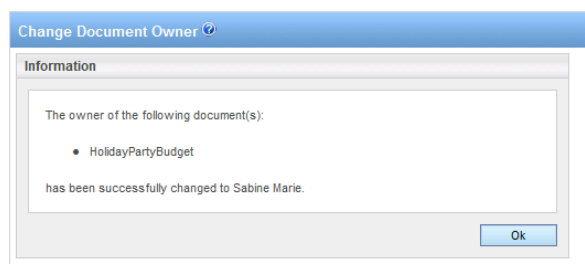 Change Document Owner ?
Information
The owner of the following document(s):
• HolidayPartyBudget
has been successfully changed to Sabine Marie.
Ok